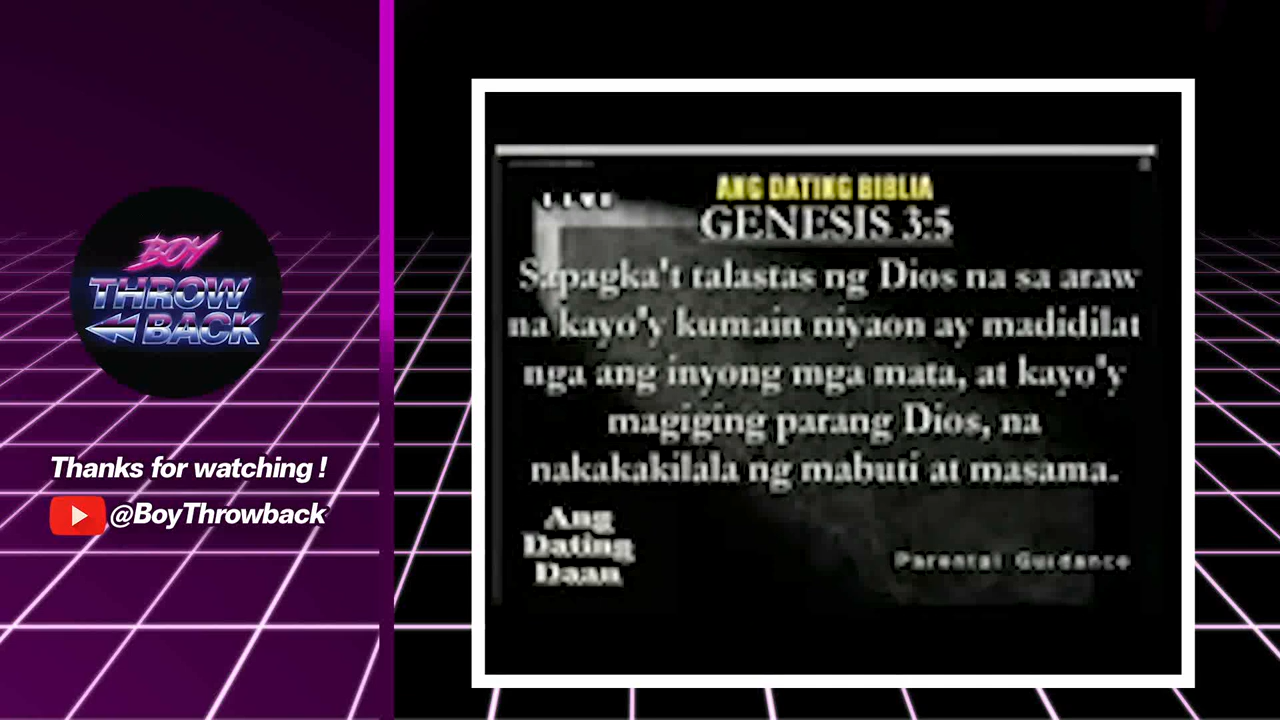 BOY
THROW
BACK
Thanks for watching !
@BoyThrowback
LIVE
ANG DATING BIBLIA
GENESIS 3:5
Sapagka't talastas ng Dios na sa araw
na kayo'y kumain niyaon ay madidilat
nga ang inyong mga mata, at kayo'y
magiging parang Dios, na
nakakakilala ng mabuti at masama.
Ang
Dating
Daan
Parental Guidance